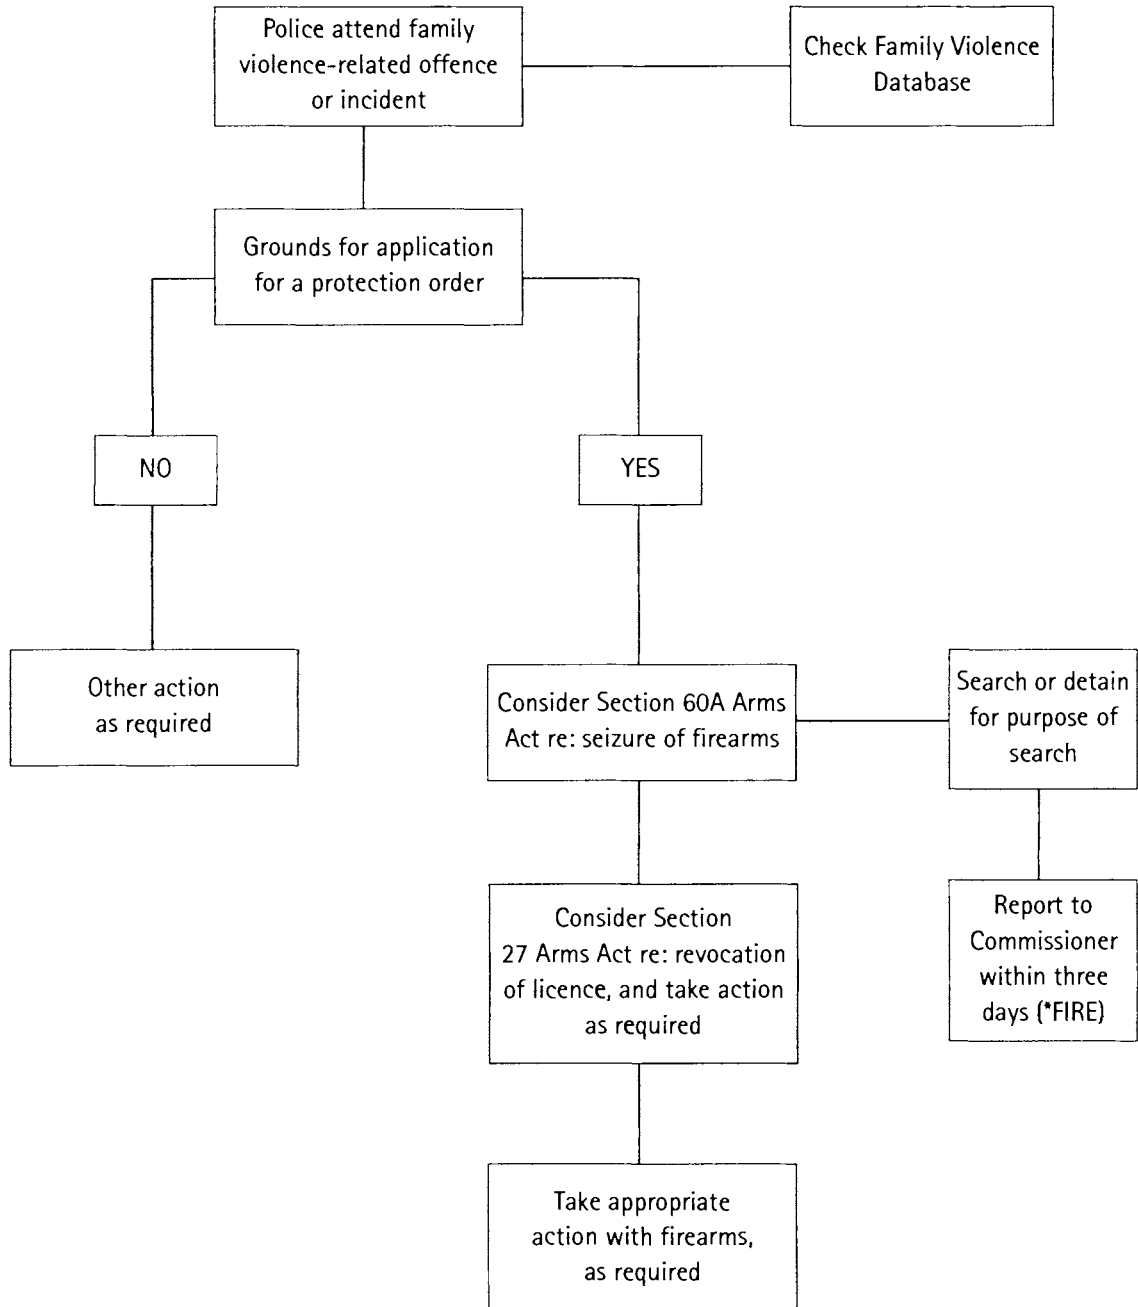 Police attend family
violence-related offence
or incident
Check Family Violence
Database
Grounds for application
for a protection order
NO
YES
Other action
as required
Consider Section 60A Arms
Act re: seizure of firearms
Search or detain
for purpose of
search
Consider Section
27 Arms Act re: revocation
of licence, and take action
as required
Report to
Commissioner
within three
days (*FIRE)
Take appropriate
action with firearms,
as required